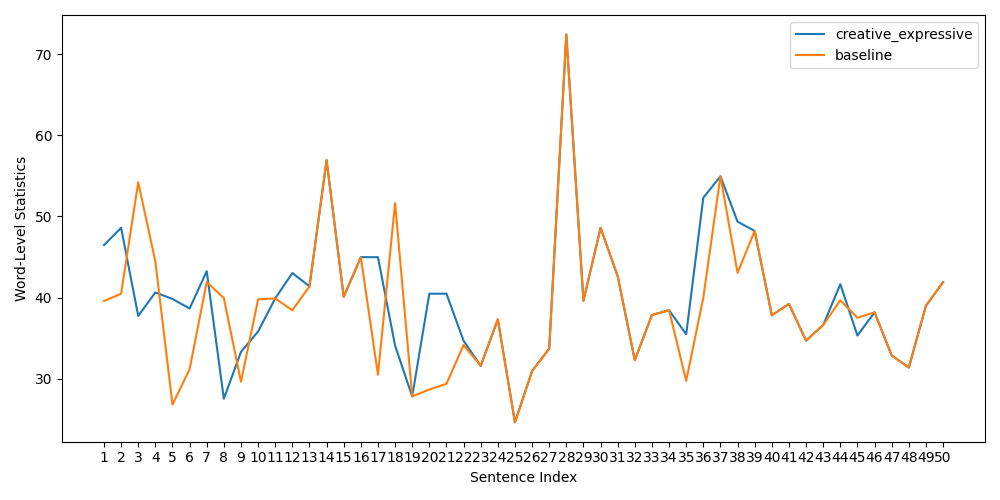 creative_expressive
baseline
Word-Level Statistics
70
60
50
40
30
1 2 3 4 5 6 7 8 9 10 11 12 13 14 15 16 17 18 19 20 21 22 23 24 25 26 27 28 29 30 31 32 33 34 35 36 37 38 39 40 41 42 43 44 45 46 47 48 49 50
Sentence Index